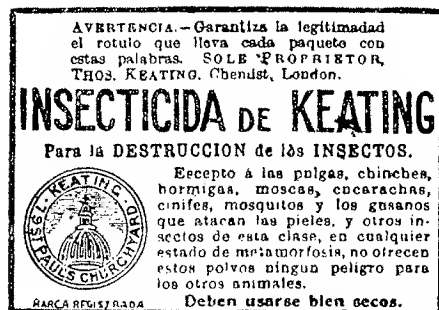 AVERTENCIA.—Garantiza la legitimadad
el rotulo que lleva cada paquete con
estas palabras. SOLE PROPRIETOR,
THOS. KEATING. Chemist, London.
INSECTICIDA DE KEATING
Para la DESTRUCCION de los INSECTOS.
KEATING
79 ST PAUL'S CHURCHYARD
MARCA REGISTRADA
Escepto á las pulgas, chinches,
hormigas, moscas, cucarachas,
cinifes, mosquitos y los gusanos
que atacan las pieles, y otros in-
sectos de esta clase, en cualquier
estado de metamorfosis, no ofrecen
estos polvos ningun peligro para
los otros animales.
Deben usarse bien secos.